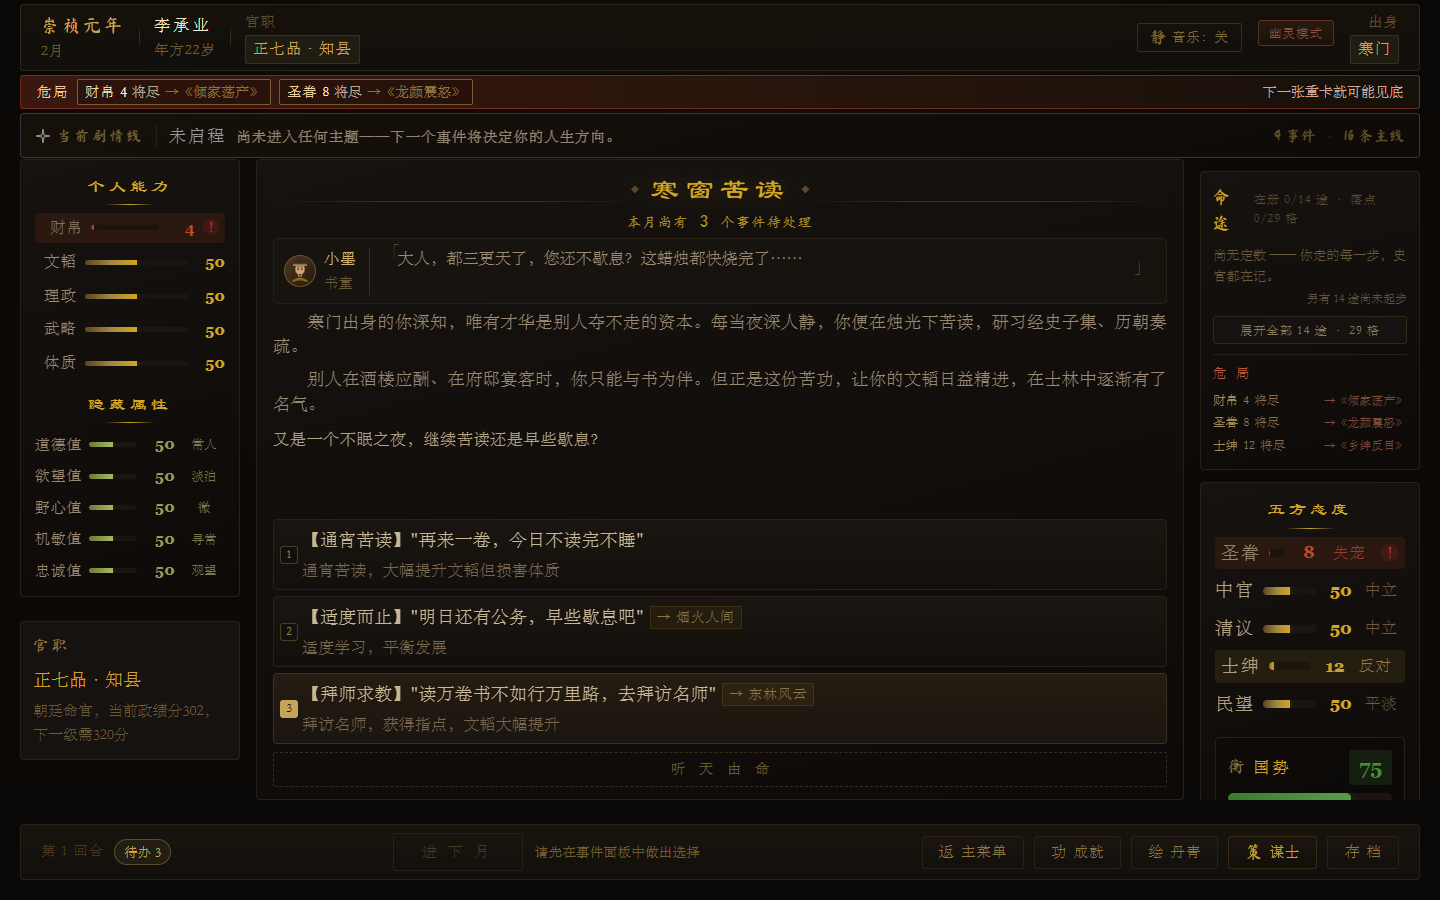 崇祯元年
2月
李承业
年方22岁
官职
正七品 · 知县
静 音乐: 关
幽灵模式
出身
寒门
危局
财帛 4 将尽 → 《倾家荡产》
圣眷 8 将尽 → 《龙颜震怒》
下一张重卡就可能见底
当前剧情线
未启程
尚未进入任何主题——下一个事件将决定你的人生方向。
9事件 · 16条主线
个人能力
财帛 4 !
文韬 50
理政 50
武略 50
体质 50
隐藏属性
道德值 50 常人
欲望值 50 淡泊
野心值 50 微
机敏值 50 寻常
忠诚值 50 观望
官职
正七品 · 知县
朝廷命官，当前政绩分302，
下一级需320分
寒窗苦读
本月尚有 3 个事件待处理
小墨
书童
「大人，都三更天了，您还不歇息？这蜡烛都快烧完了……
」
寒门出身的你深知，唯有才华是别人夺不走的资本。每当夜深人静，你便在烛光下苦读，研习经史子集、历朝奏
疏。
别人在酒楼应酬、在府邸宴客时，你只能与书为伴。但正是这份苦功，让你的文韬日益精进，在士林中逐渐有了
名气。
又是一个不眠之夜，继续苦读还是早些歇息？
1
【通宵苦读】"再来一卷，今日不读完不睡"
通宵苦读，大幅提升文韬但损害体质
2
【适度而止】"明日还有公务，早些歇息吧" → 烟火人间
适度学习，平衡发展
3
【拜师求教】"读万卷书不如行万里路，去拜访名师" → 东林风云
拜访名师，获得指点，文韬大幅提升
听天由命
命
途
在册 0/14 途 · 落点
0/29 格
尚无定数 —— 你走的每一步，史
官都在记。
另有 14 途尚未起步
展开全部 14 途 · 29 格
危局
财帛 4 将尽 → 《倾家荡产》
圣眷 8 将尽 → 《龙颜震怒》
士绅 12 将尽 → 《乡绅反目》
五方态度
圣眷 8 失宠 !
中官 50 中立
清议 50 中立
士绅 12 反对
民望 50 平淡
衡 国势 75
第 1 回合
待办 3
进下月
请先在事件面板中做出选择
返 主菜单
功 成就
绘 丹青
策 谋士
存 档